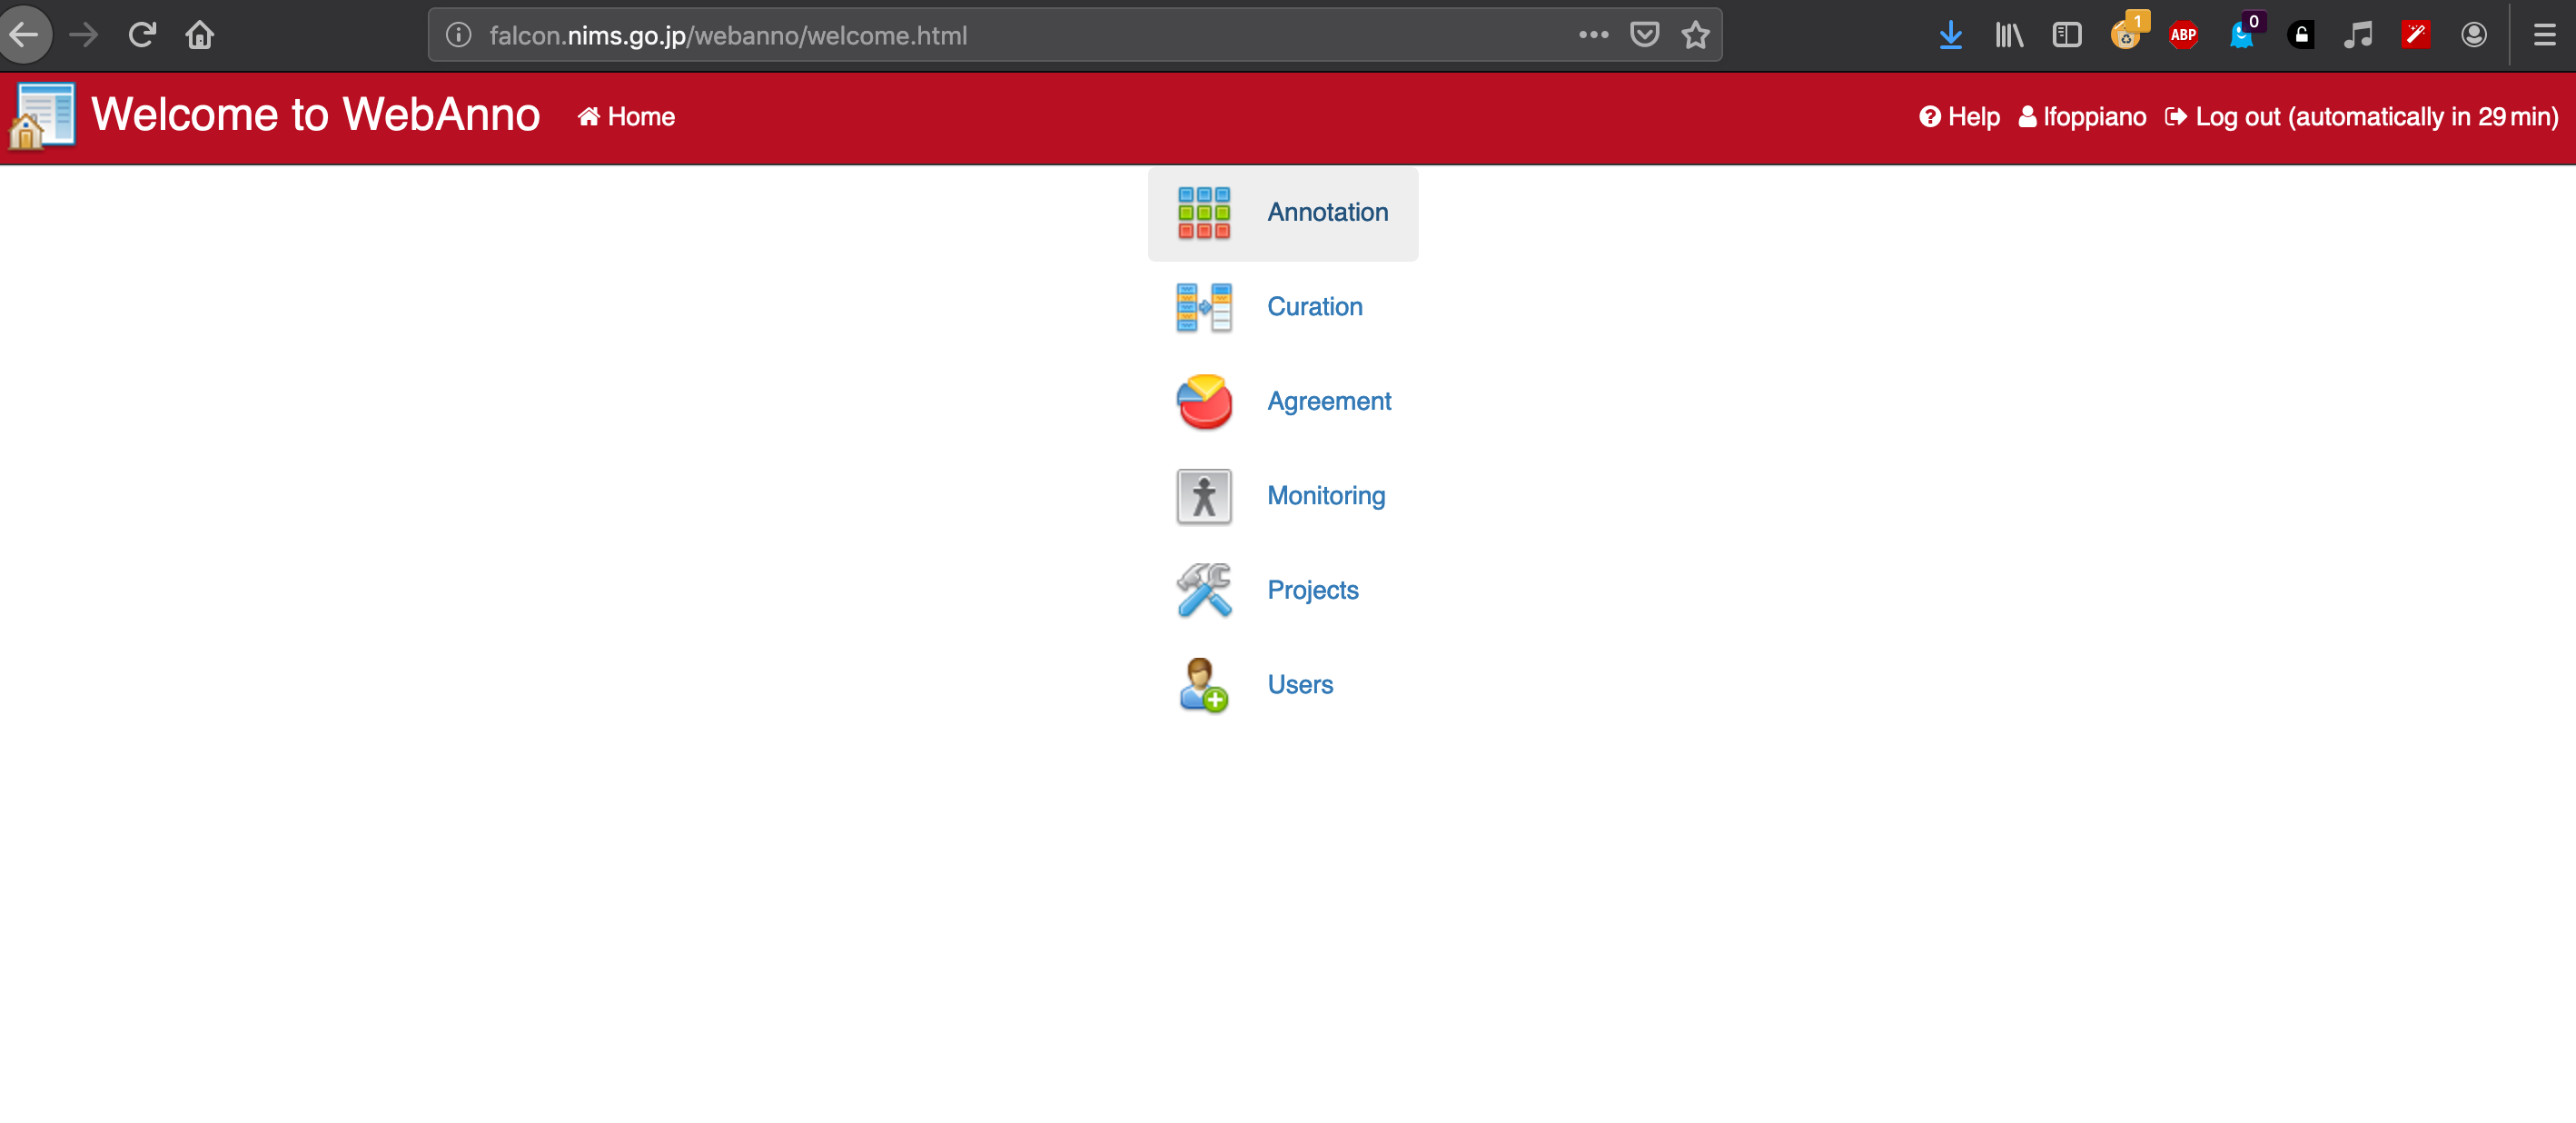 falcon.nims.go.jp/webanno/welcome.html
1
ABP
0
Welcome to WebAnno
Home
Help
lfoppiano
Log out (automatically in 29 min)
Annotation
Curation
Agreement
Monitoring
Projects
Users